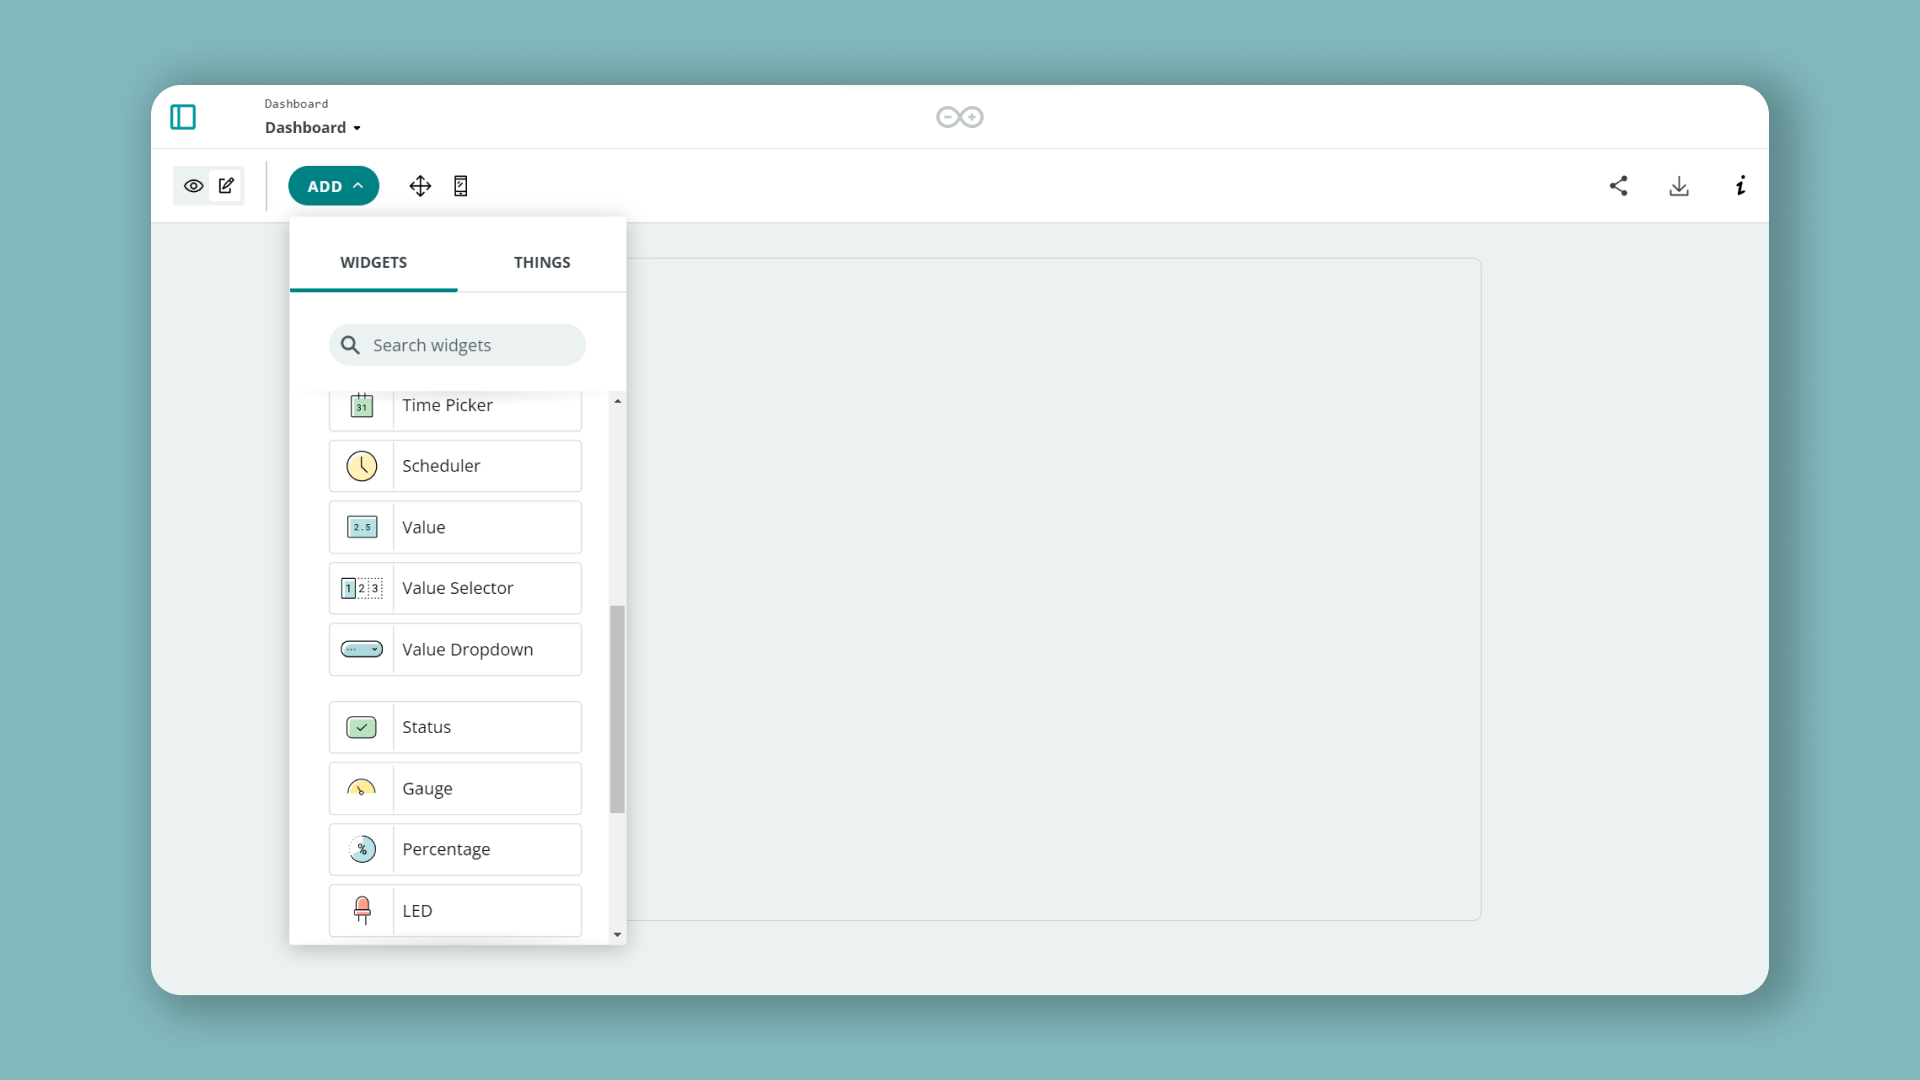 Dashboard
Dashboard
ADD
i
WIDGETS THINGS
Search widgets
31 Time Picker
Scheduler
2.5 Value
1 2 3 Value Selector
Value Dropdown
Status
Gauge
% Percentage
LED